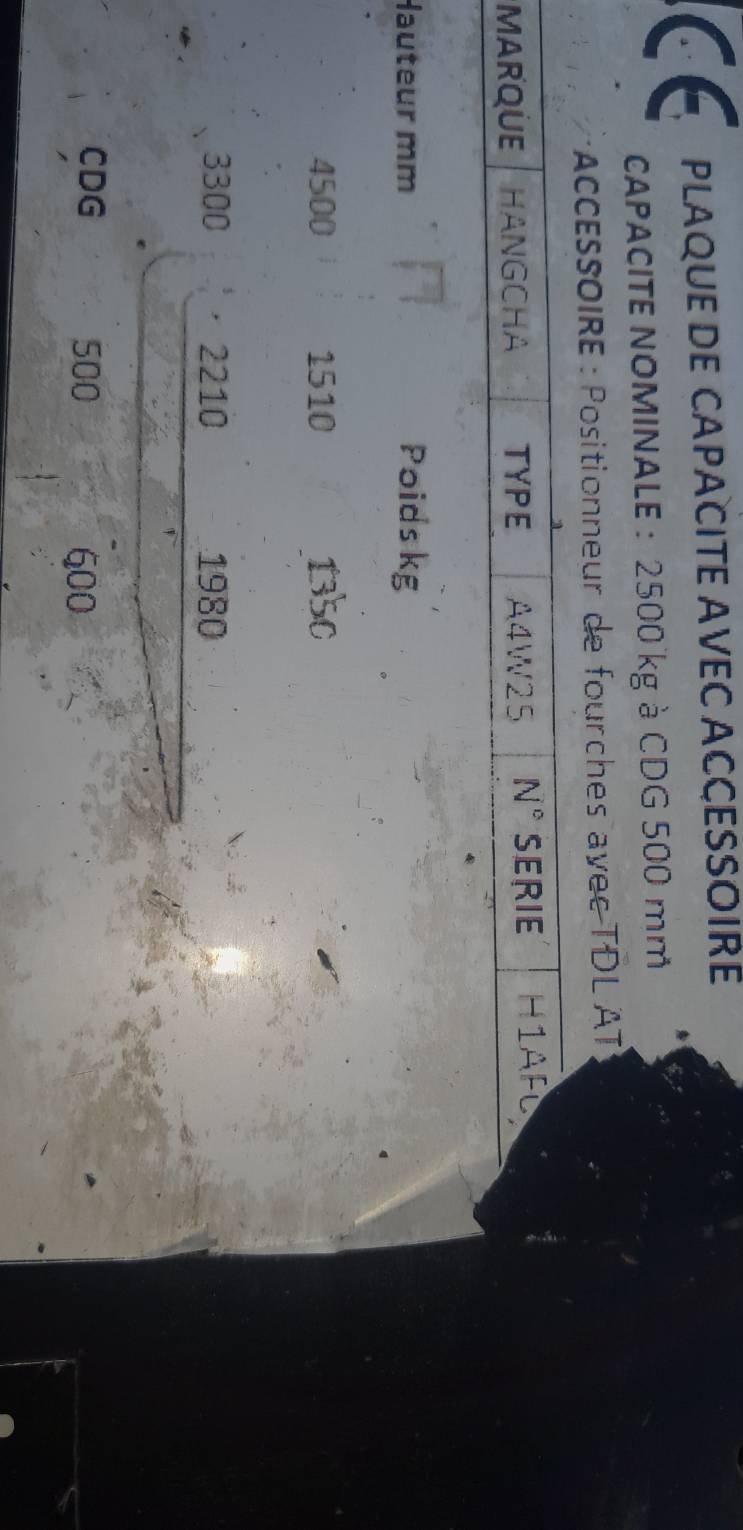 CE PLAQUE DE CAPACITE AVEC ACCESSOIRE
CAPACITE NOMINALE : 2500 kg à CDG 500 mm
ACCESSOIRE : Positionneur de fourches avec TDL AT
MARQUE HANGCHA TYPE A4W25 N° SERIE H1AF
Hauteur mm Poids kg
4500 1510 1350
3300 2210 1980
CDG 500 600